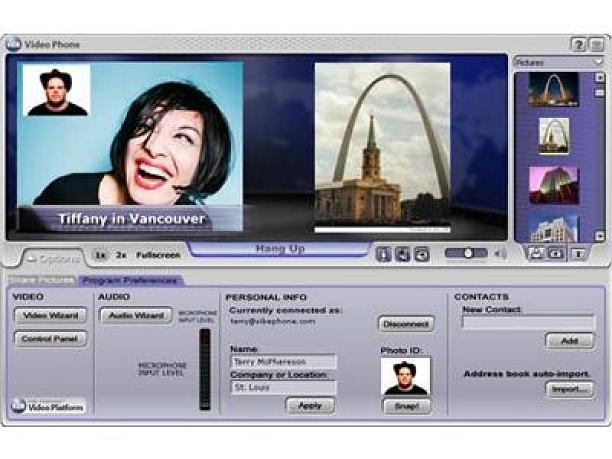 Video Phone
?
Pictures
Tiffany in Vancouver
Options
1x 2x Fullscreen
Hang Up
Share Pictures
Program Preferences
VIDEO
Video Wizard
Control Panel
Video Platform
AUDIO
Audio Wizard
MICROPHONE
INPUT LEVEL
MICROPHONE
INPUT LEVEL
PERSONAL INFO
Currently connected as:
terry@vibephone.com
Disconnect
Name:
Terry McPhereson
Company or Location:
St. Louis
Apply
Photo ID:
Snap!
CONTACTS
New Contact:
Add
Address book auto-import.
Import...